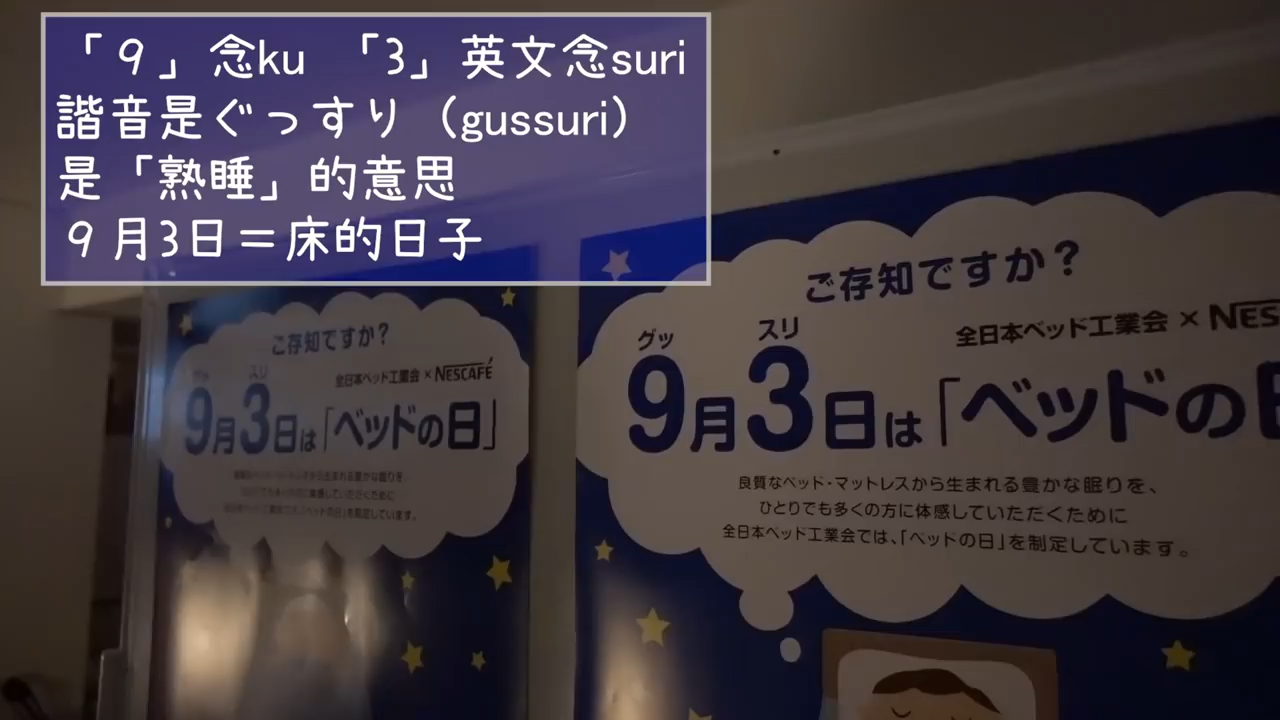 「９」念ku 「3」英文念suri
諧音是ぐっすり（gussuri）
是「熟睡」的意思
９月3日＝床的日子
ご存知ですか？
全日本ベッド工業会 × NESCAFÉ
グッ スリ
9月3日は「ベッドの日」
ご存知ですか？
全日本ベッド工業会 × NES
グッ スリ
9月3日は「ベッドの日
良質なベッド・マットレスから生まれる豊かな眠りを、
ひとりでも多くの方に体感していただくために
全日本ベッド工業会では、「ベッドの日」を制定しています。